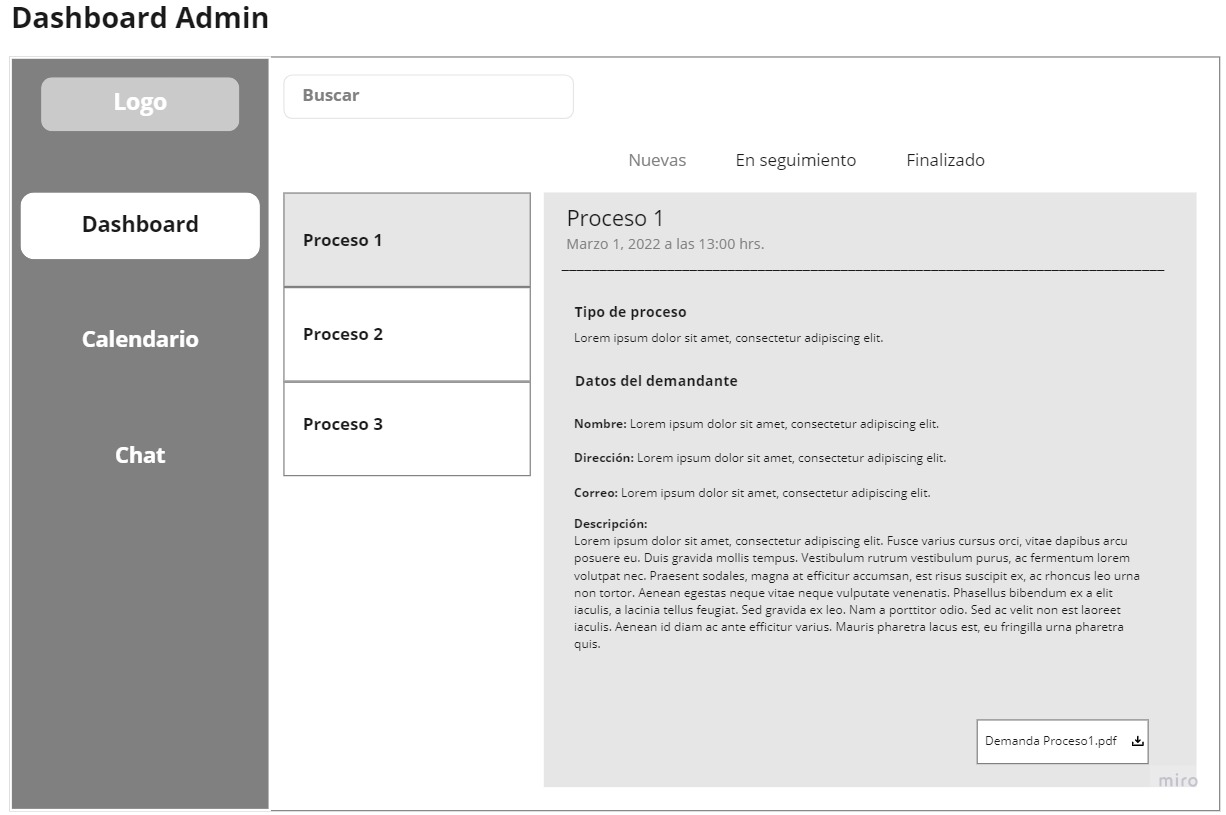 Dashboard Admin
Logo
Buscar
Nuevas En seguimiento Finalizado
Dashboard
Calendario
Chat
Proceso 1
Proceso 2
Proceso 3
Proceso 1
Marzo 1, 2022 a las 13:00 hrs.
Tipo de proceso
Lorem ipsum dolor sit amet, consectetur adipiscing elit.
Datos del demandante
Nombre: Lorem ipsum dolor sit amet, consectetur adipiscing elit.
Dirección: Lorem ipsum dolor sit amet, consectetur adipiscing elit.
Correo: Lorem ipsum dolor sit amet, consectetur adipiscing elit.
Descripción:
Lorem ipsum dolor sit amet, consectetur adipiscing elit. Fusce varius cursus orci, vitae dapibus arcu
posuere eu. Duis gravida mollis tempus. Vestibulum rutrum vestibulum purus, ac fermentum lorem
volutpat nec. Praesent sodales, magna at efficitur accumsan, est risus suscipit ex, ac rhoncus leo urna
non tortor. Aenean egestas neque vitae neque vulputate venenatis. Phasellus bibendum ex a elit
iaculis, a lacinia tellus feugiat. Sed gravida ex leo. Nam a porttitor odio. Sed ac velit non est laoreet
iaculis. Aenean id diam ac ante efficitur varius. Mauris pharetra lacus est, eu fringilla urna pharetra
quis.
Demanda Proceso1.pdf
miro